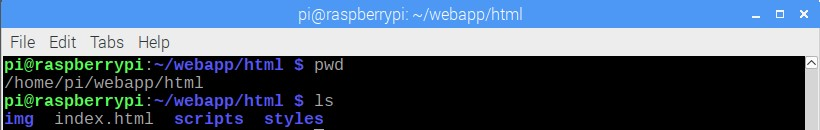 pi@raspberrypi: ~/webapp/html
File Edit Tabs Help
pi@raspberrypi:~/webapp/html $ pwd
/home/pi/webapp/html
pi@raspberrypi:~/webapp/html $ ls
img  index.html  scripts  styles